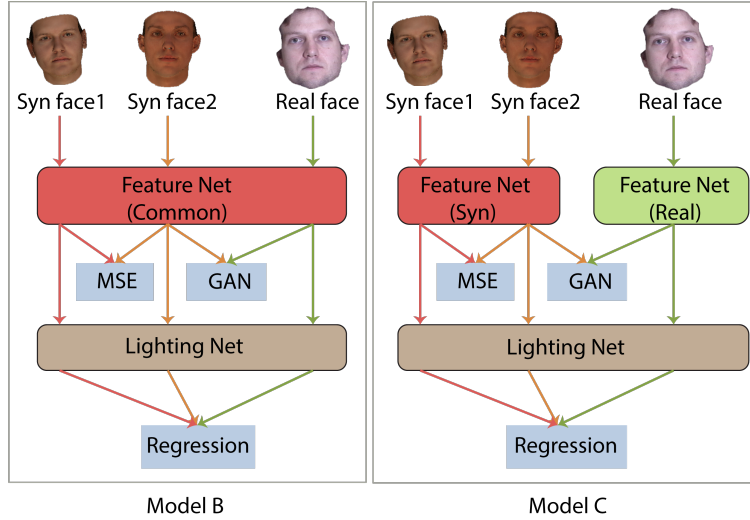 Syn face1 Syn face2 Real face
Feature Net
(Common)
MSE GAN
Lighting Net
Regression
Model B
Syn face1 Syn face2 Real face
Feature Net
(Syn)
Feature Net
(Real)
MSE GAN
Lighting Net
Regression
Model C